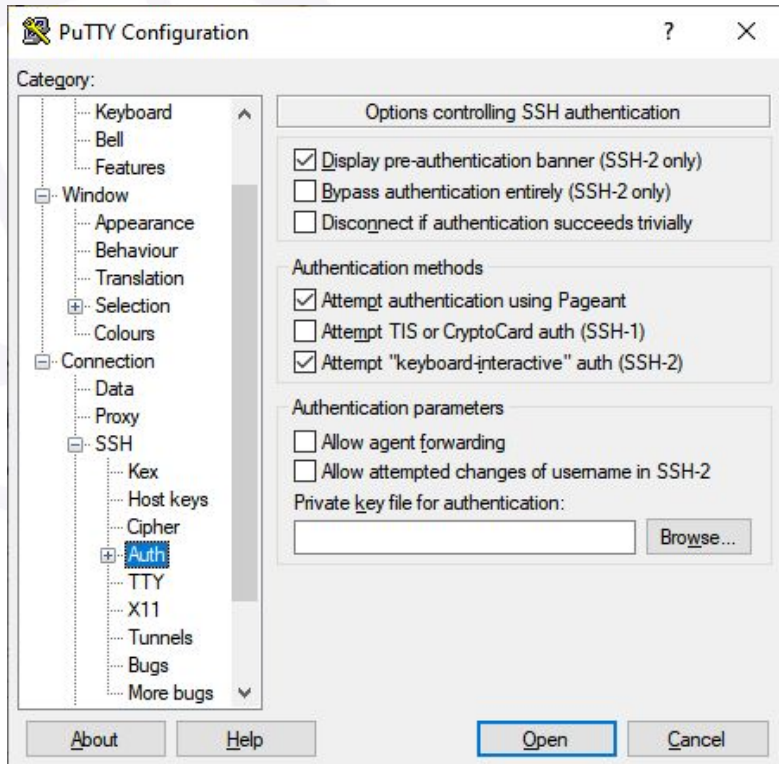 PuTTY Configuration
?
Category:
Keyboard
Bell
Features
Window
Appearance
Behaviour
Translation
Selection
Colours
Connection
Data
Proxy
SSH
Kex
Host keys
Cipher
Auth
TTY
X11
Tunnels
Bugs
More bugs
Options controlling SSH authentication
Display pre-authentication banner (SSH-2 only)
Bypass authentication entirely (SSH-2 only)
Disconnect if authentication succeeds trivially
Authentication methods
Attempt authentication using Pageant
Attempt TIS or CryptoCard auth (SSH-1)
Attempt "keyboard-interactive" auth (SSH-2)
Authentication parameters
Allow agent forwarding
Allow attempted changes of username in SSH-2
Private key file for authentication:
Browse...
About
Help
Open
Cancel